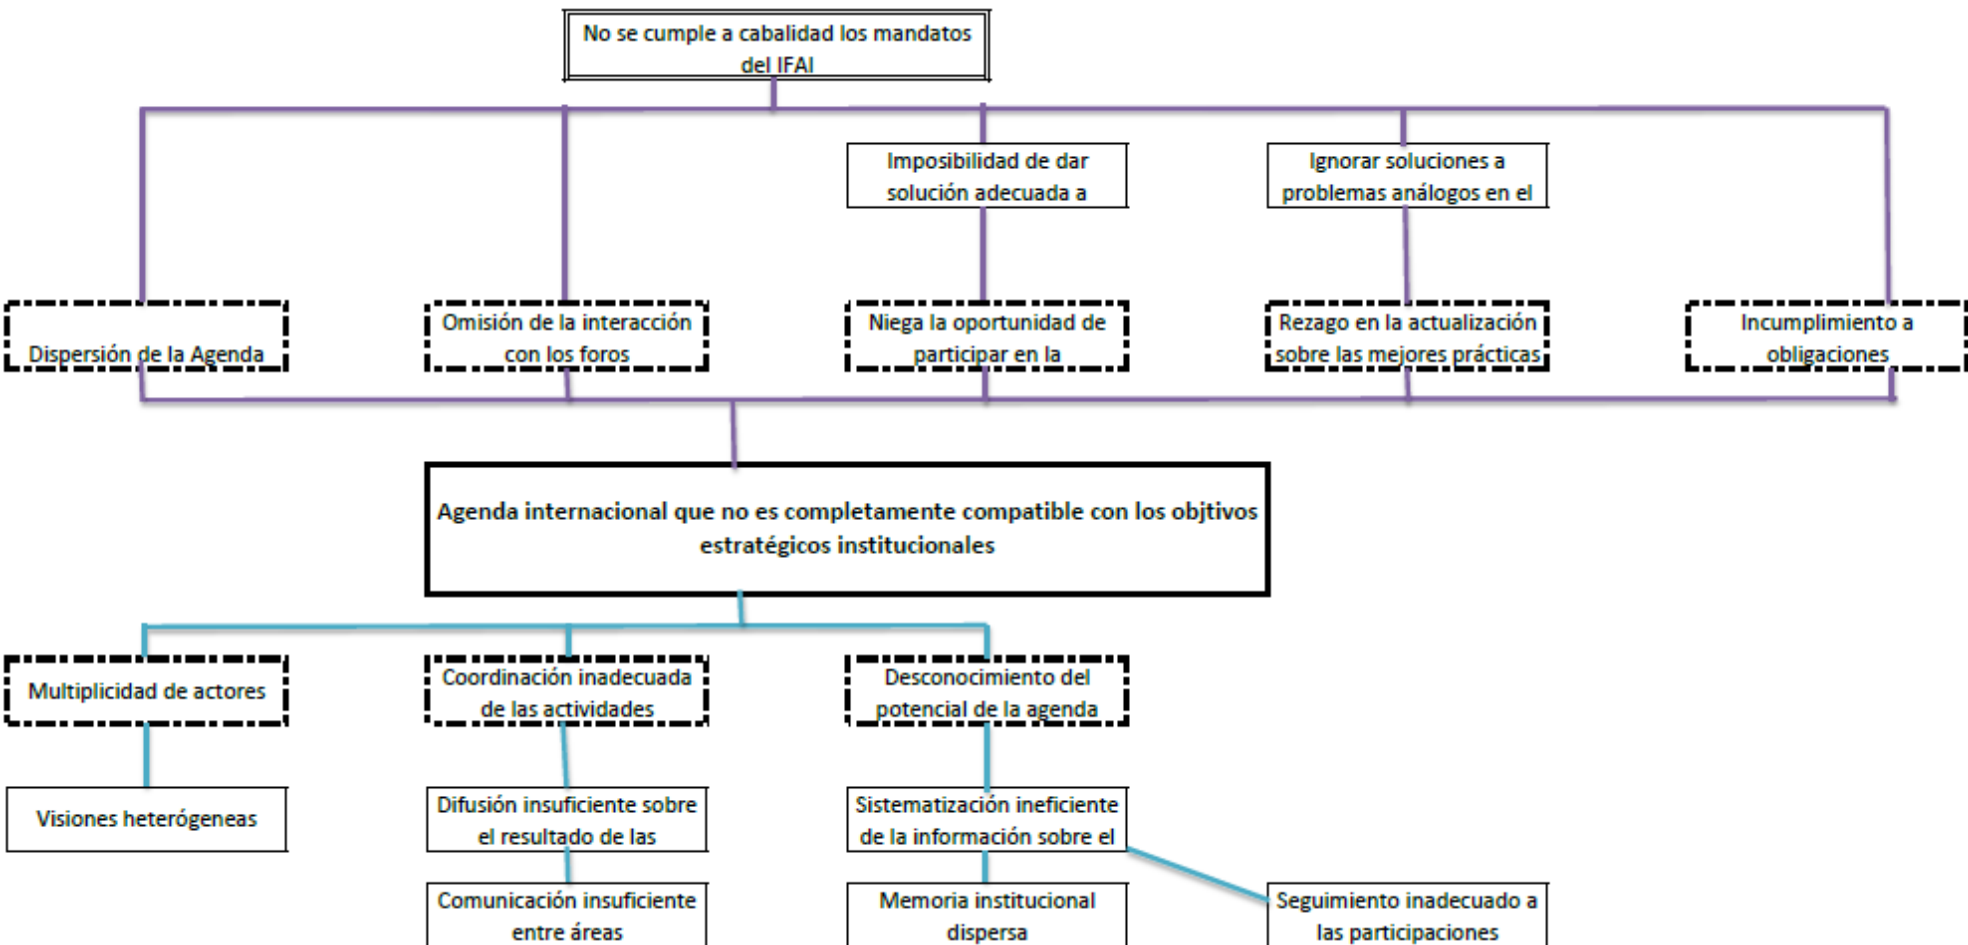 No se cumple a cabalidad los mandatos
del IFAI
Imposibilidad de dar
solución adecuada a
Ignorar soluciones a
problemas análogos en el
Dispersión de la Agenda
Omisión de la interacción
con los foros
Niega la oportunidad de
participar en la
Rezago en la actualización
sobre las mejores prácticas
Incumplimiento a
obligaciones
Agenda internacional que no es completamente compatible con los objtivos
estratégicos institucionales
Multiplicidad de actores
Coordinación inadecuada
de las actividades
Desconocimiento del
potencial de la agenda
Visiones heterógeneas
Difusión insuficiente sobre
el resultado de las
Sistematización ineficiente
de la información sobre el
Comunicación insuficiente
entre áreas
Memoria institucional
dispersa
Seguimiento inadecuado a
las participaciones